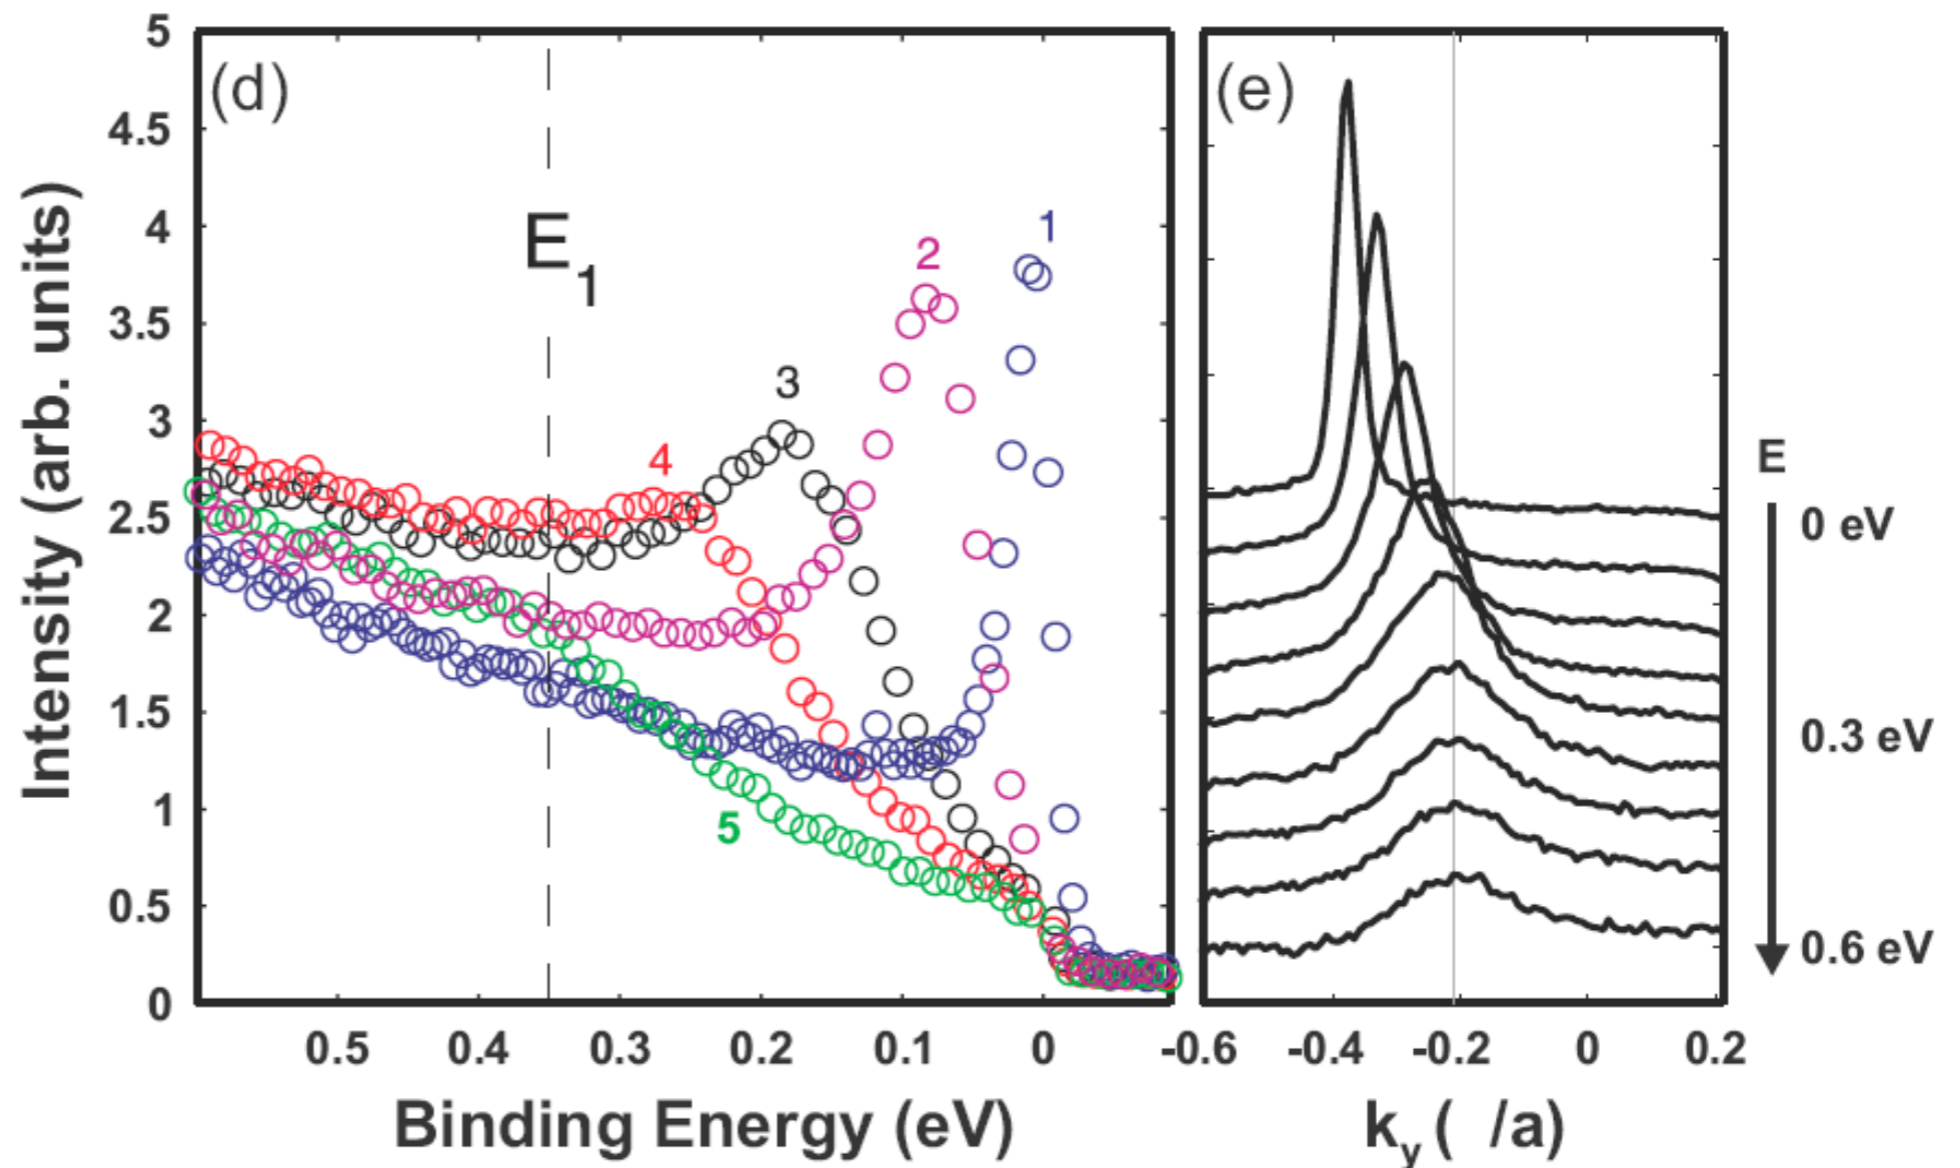 (d)
(e)
5
4.5
4
3.5
3
2.5
2
1.5
1
0.5
0
Intensity (arb. units)
E1
1
2
3
4
5
0.5 0.4 0.3 0.2 0.1 0
Binding Energy (eV)
-0.6 -0.4 -0.2 0 0.2
ky ( /a)
E
0 eV
0.3 eV
0.6 eV